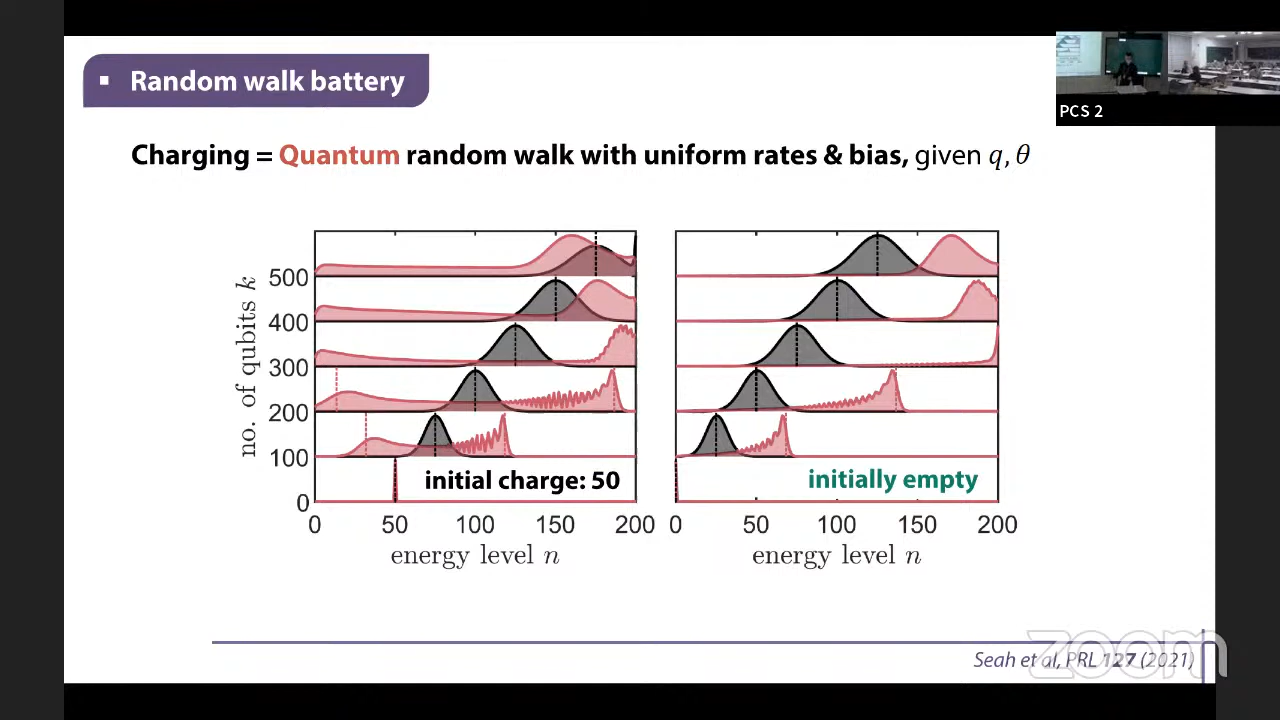 ▪ Random walk battery
PCS 2
Charging = Quantum random walk with uniform rates & bias, given q, θ
no. of qubits k
500
400
300
200
100
0
initial charge: 50
initially empty
0 50 100 150 200
0 50 100 150 200
energy level n
energy level n
Seah et al, PRL 127 (2021)
zoom